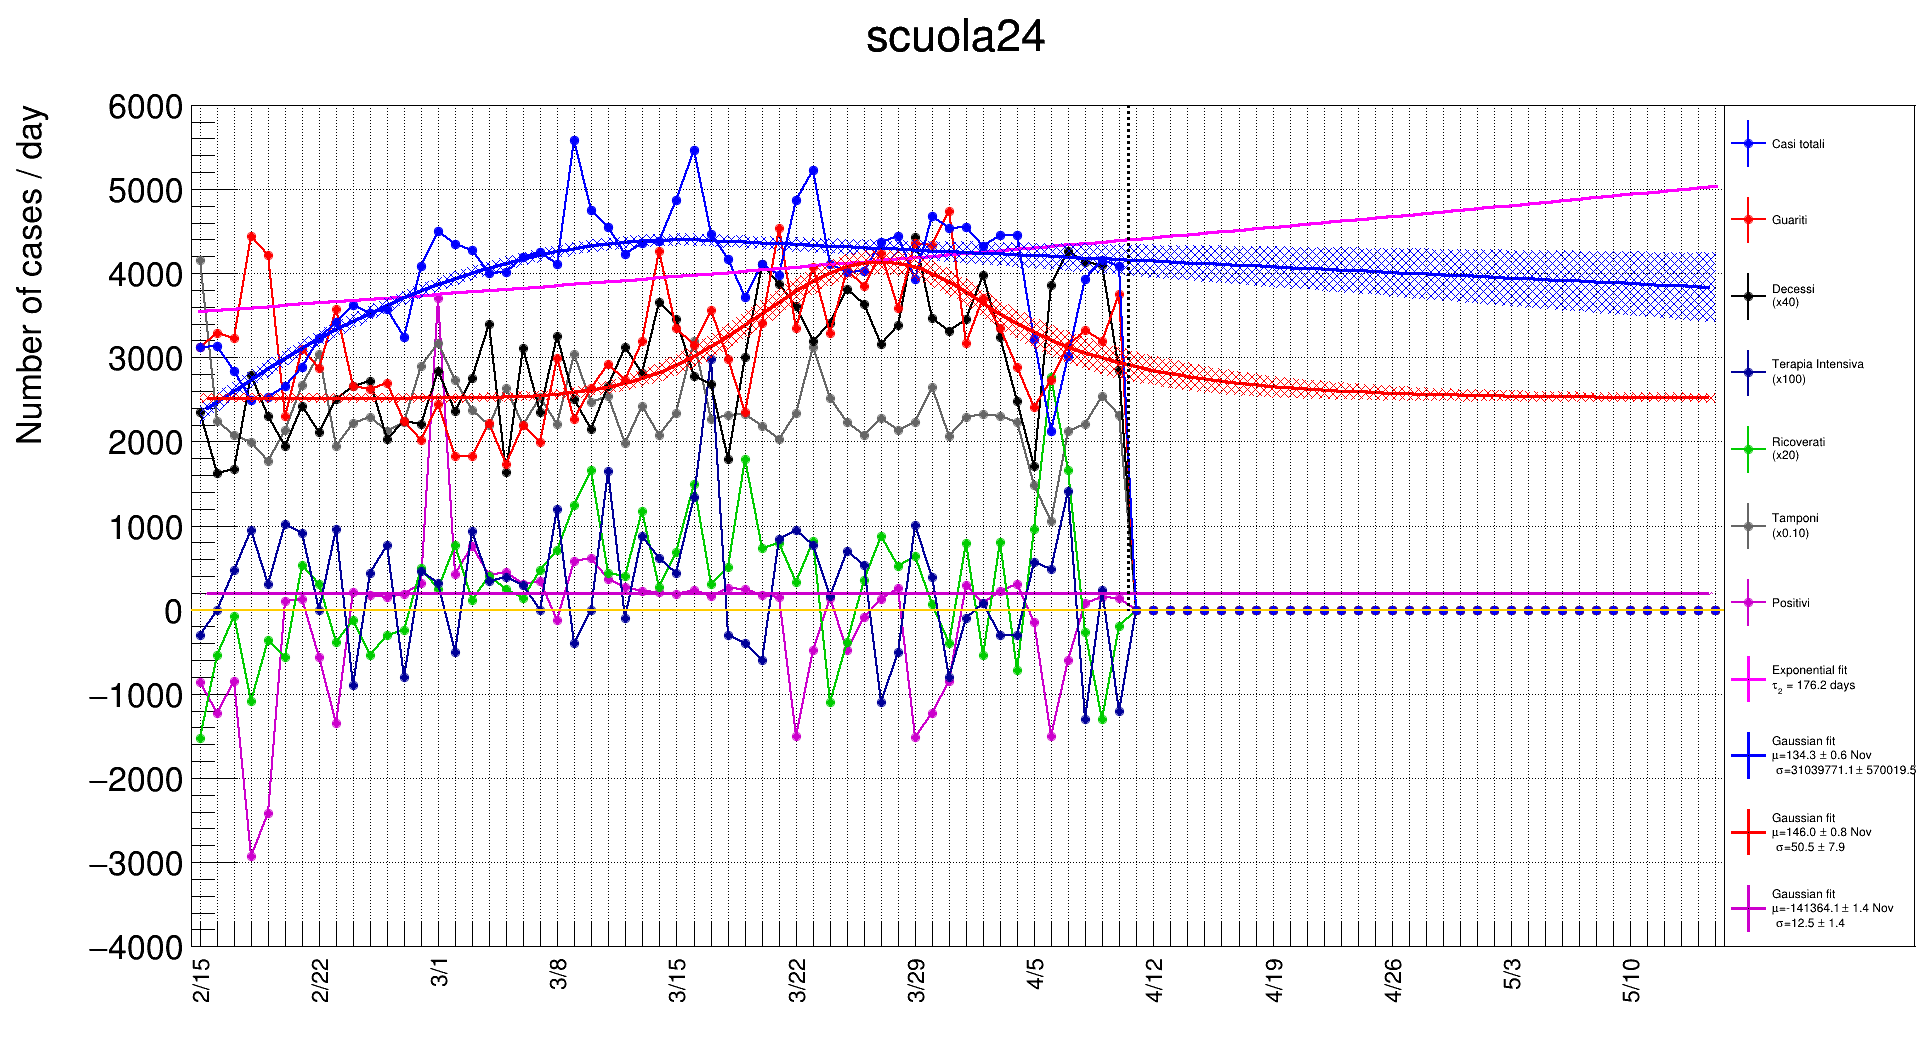 scuola24
Number of cases / day
6000
5000
4000
3000
2000
1000
0
−1000
−2000
−3000
−4000
2/15
2/22
3/1
3/8
3/15
3/22
3/29
4/5
4/12
4/19
4/26
5/3
5/10
Casi totali
Guariti
Decessi
(x40)
Terapia Intensiva
(x100)
Ricoverati
(x20)
Tamponi
(x0.10)
Positivi
Exponential fit
τ2 = 176.2 days
Gaussian fit
μ=134.3 ± 0.6 Nov
σ=31039771.1 ± 570019.5
Gaussian fit
μ=146.0 ± 0.8 Nov
σ=50.5 ± 7.9
Gaussian fit
μ=-141364.1 ± 1.4 Nov
σ=12.5 ± 1.4